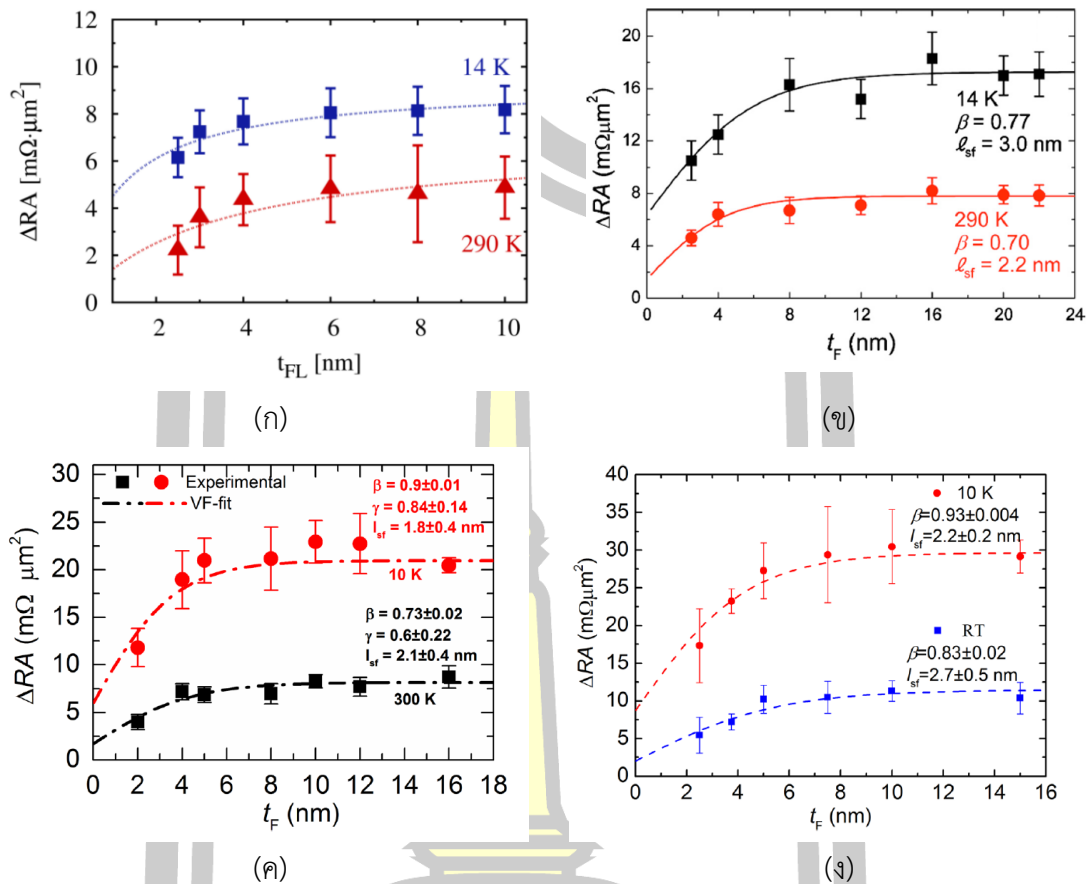 12
10
8
6
4
2
0
ΔRA [mΩ·μm²]
14 K
290 K
2 4 6 8 10
t_FL [nm]
(ก)
20
16
12
8
4
0
ΔRA (mΩμm²)
14 K
β = 0.77
ℓsf = 3.0 nm
290 K
β = 0.70
ℓsf = 2.2 nm
0 4 8 12 16 20 24
t_F (nm)
(ข)
30
25
20
15
10
5
0
ΔRA (mΩ μm²)
Experimental
VF-fit
β = 0.9±0.01
γ = 0.84±0.14
l_sf = 1.8±0.4 nm
10 K
β = 0.73±0.02
γ = 0.6±0.22
l_sf = 2.1±0.4 nm
300 K
0 2 4 6 8 10 12 14 16 18
t_F (nm)
(ค)
40
35
30
25
20
15
10
5
0
ΔRA (mΩμm²)
10 K
β=0.93±0.004
l_sf=2.2±0.2 nm
RT
β=0.83±0.02
l_sf=2.7±0.5 nm
0 2 4 6 8 10 12 14 16
t_F (nm)
(ง)